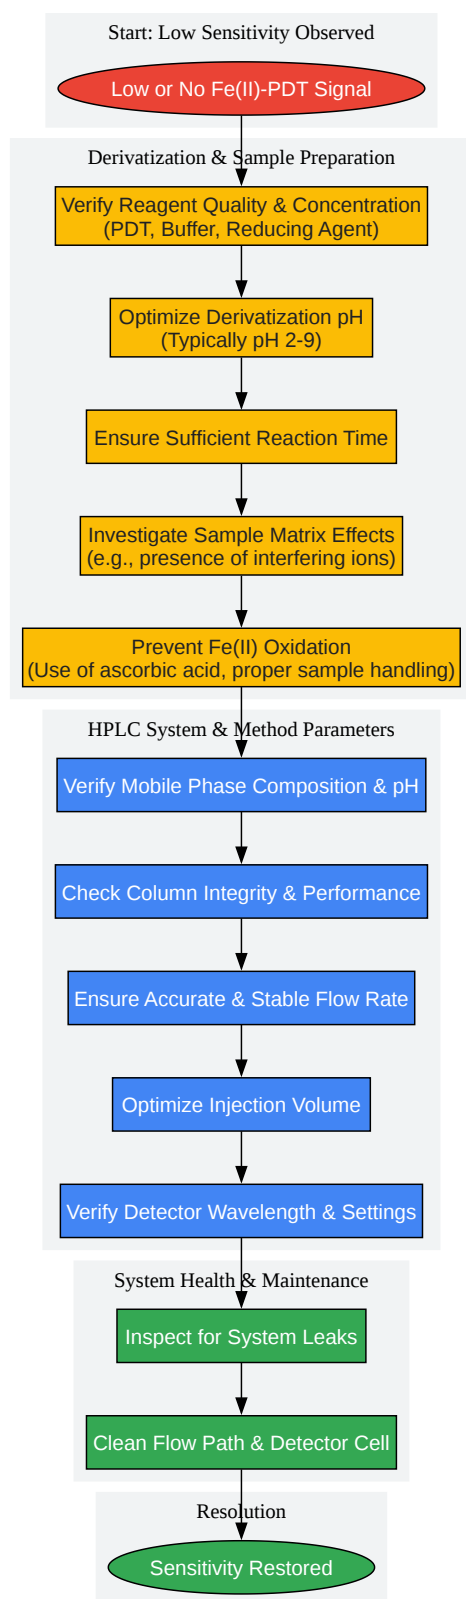 Start: Low Sensitivity Observed
Low or No Fe(II)-PDT Signal
Derivatization & Sample Preparation
Verify Reagent Quality & Concentration
(PDT, Buffer, Reducing Agent)
Optimize Derivatization pH
(Typically pH 2-9)
Ensure Sufficient Reaction Time
Investigate Sample Matrix Effects
(e.g., presence of interfering ions)
Prevent Fe(II) Oxidation
(Use of ascorbic acid, proper sample handling)
HPLC System & Method Parameters
Verify Mobile Phase Composition & pH
Check Column Integrity & Performance
Ensure Accurate & Stable Flow Rate
Optimize Injection Volume
Verify Detector Wavelength & Settings
System Health & Maintenance
Inspect for System Leaks
Clean Flow Path & Detector Cell
Resolution
Sensitivity Restored